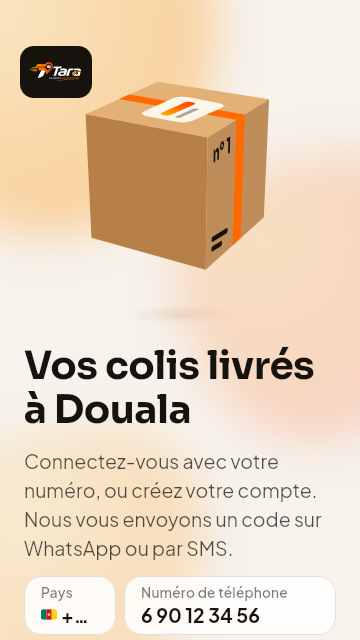 Tara
n°1
Vos colis livrés
à Douala
Connectez-vous avec votre
numéro, ou créez votre compte.
Nous vous envoyons un code sur
WhatsApp ou par SMS.
Pays
Numéro de téléphone
+...
6 90 12 34 56